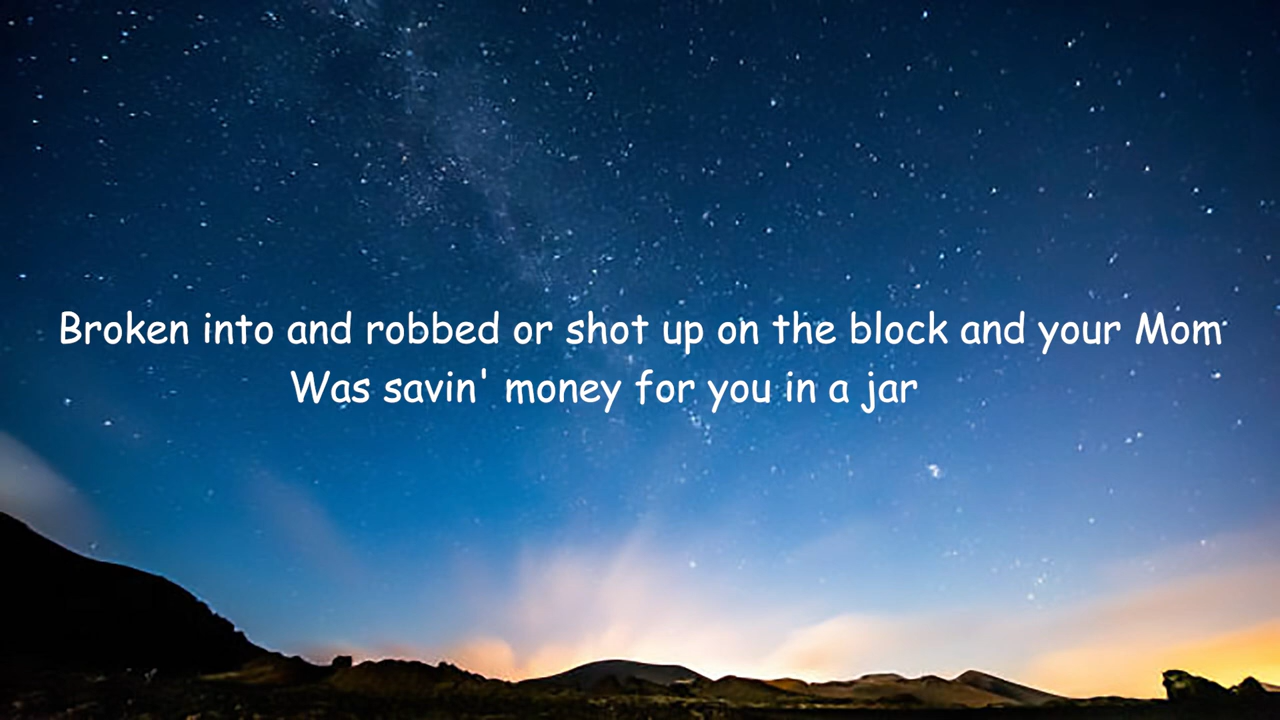 Broken into and robbed or shot up on the block and your Mom
Was savin' money for you in a jar